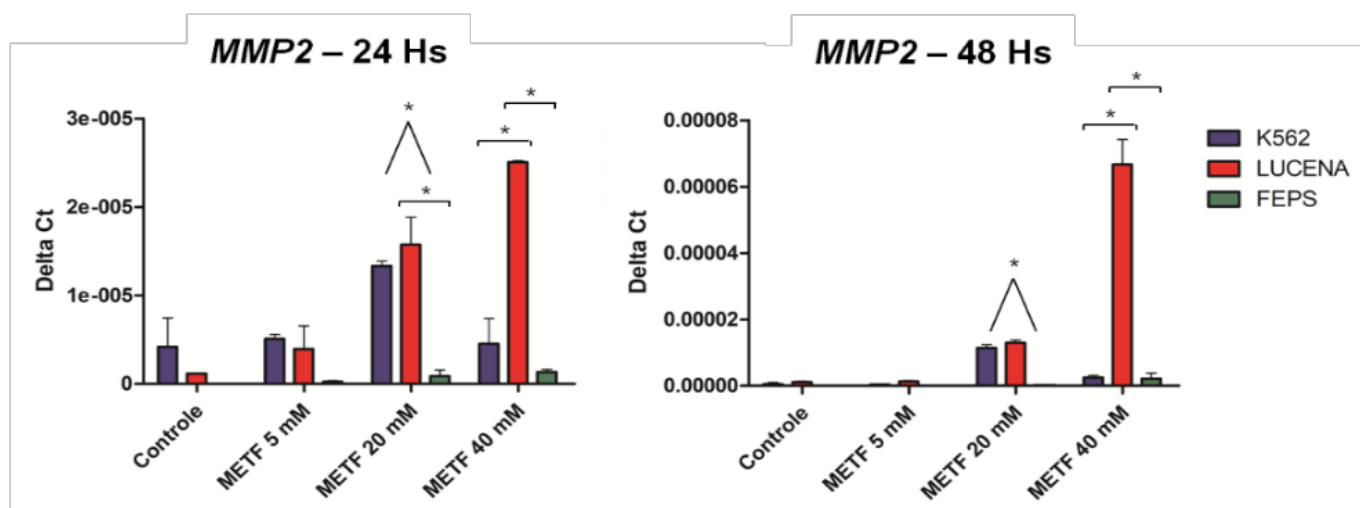 MMP2 – 24 Hs
*
*
*
*
3e-005
2e-005
1e-005
0
Delta Ct
Controle
METF 5 mM
METF 20 mM
METF 40 mM
MMP2 – 48 Hs
*
*
*
0.00008
0.00006
0.00004
0.00002
0.00000
Delta Ct
Controle
METF 5 mM
METF 20 mM
METF 40 mM
K562
LUCENA
FEPS